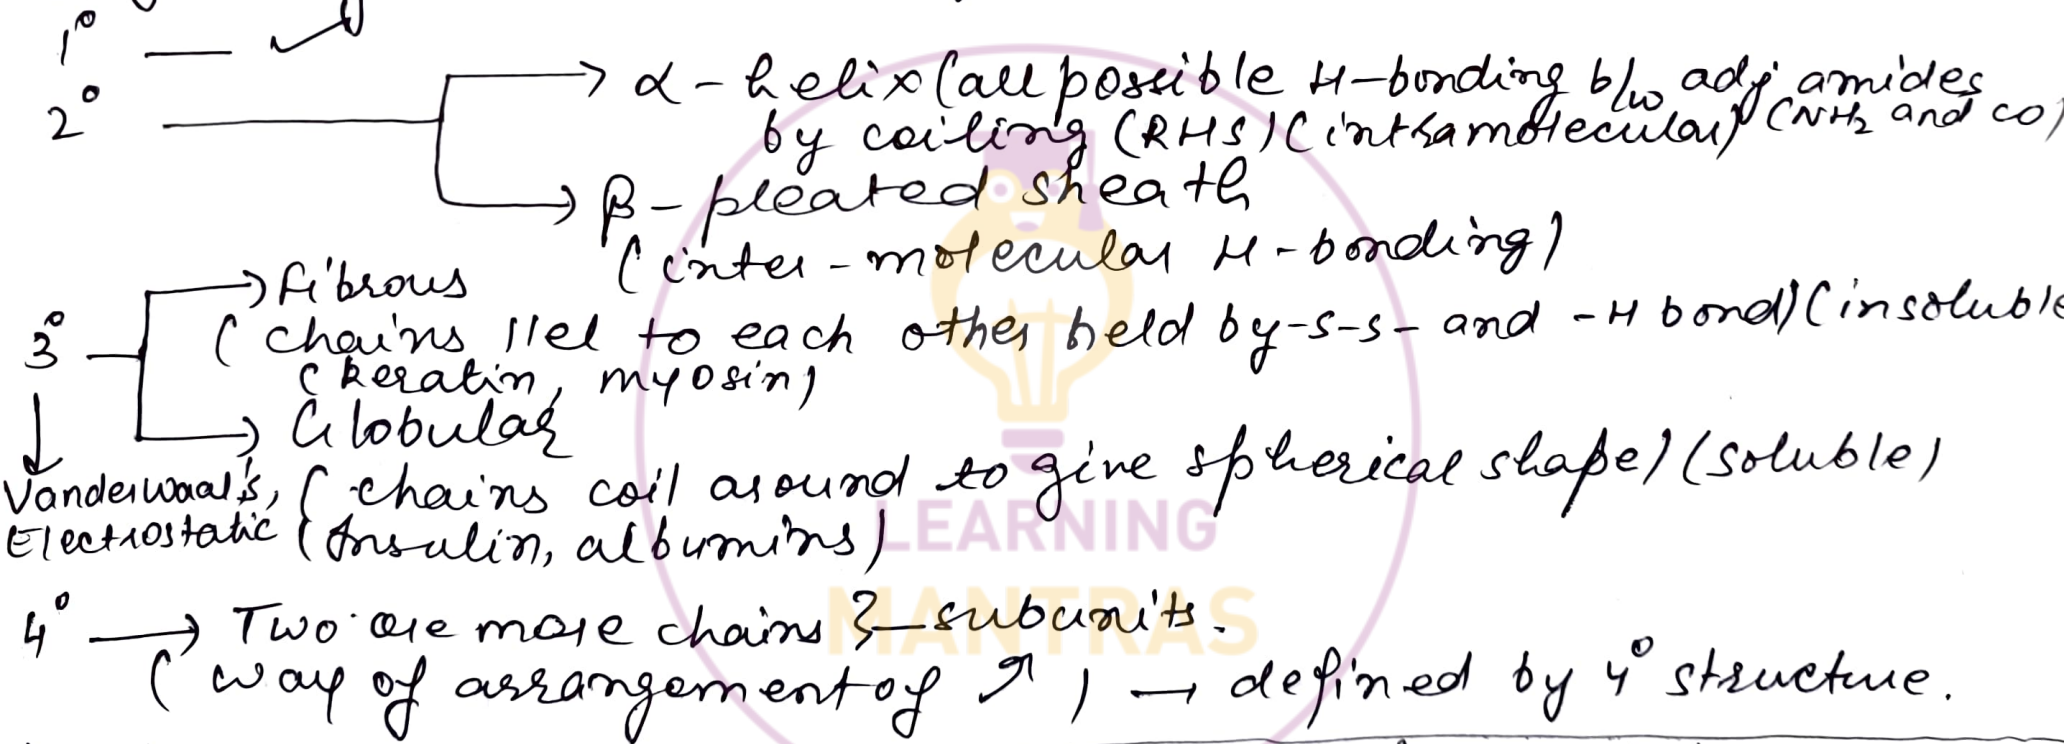 1° —
2°
α - helix (all possible H-bonding b/w adj amides
by coiling (RHS) (intramolecular) (NH₂ and CO)
β - pleated sheath
(inter-molecular H-bonding)
3°
fibrous
(chains llel to each other held by -S-S- and -H bond) (insoluble
(keratin, myosin)
Globular
(chains coil around to give spherical shape) (soluble)
(Insulin, albumins)
Vanderwaal's,
Electrostatic
4° → Two ore more chains } - subunits.
(way of arrangement of ↗) → defined by 4° structure.
LEARNING
MANTRAS